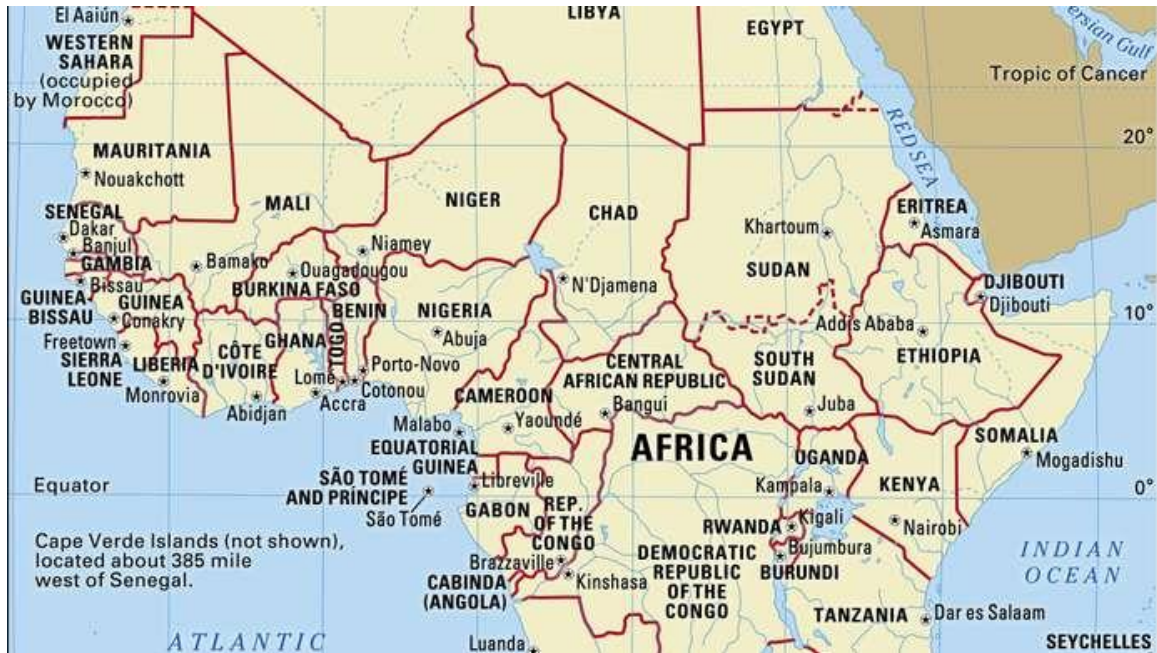 El Aaiún
LIBYA
EGYPT
Persian Gulf
WESTERN
SAHARA
(occupied
by Morocco)
Tropic of Cancer
RED SEA
20°
MAURITANIA
Nouakchott
MALI
NIGER
CHAD
SENEGAL
Dakar
Banjul
GAMBIA
Bissau
GUINEA-
BISSAU
GUINEA
Conakry
Freetown
SIERRA
LEONE
LIBERIA
Monrovia
Bamako
Ouagadougou
BURKINA FASO
Niamey
BENIN
NIGERIA
Abuja
GHANA
TOGO
CÔTE
D'IVOIRE
Abidjan
Lomé
Accra
Porto-Novo
Cotonou
N'Djamena
Khartoum
SUDAN
ERITREA
Asmara
DJIBOUTI
Djibouti
10°
Addis Ababa
ETHIOPIA
CENTRAL
AFRICAN REPUBLIC
Bangui
SOUTH
SUDAN
Juba
CAMEROON
Yaoundé
Malabo
EQUATORIAL
GUINEA
AFRICA
SOMALIA
Mogadishu
UGANDA
Kampala
KENYA
Nairobi
Equator
0°
SÃO TOMÉ
AND PRÍNCIPE
São Tomé
Libreville
GABON
REP.
OF THE
CONGO
Brazzaville
Kinshasa
CABINDA
(ANGOLA)
RWANDA
Kigali
Bujumbura
BURUNDI
DEMOCRATIC
REPUBLIC
OF THE
CONGO
INDIAN
OCEAN
Cape Verde Islands (not shown),
located about 385 mile
west of Senegal.
TANZANIA
Dar es Salaam
ATLANTIC
Luanda
SEYCHELLES